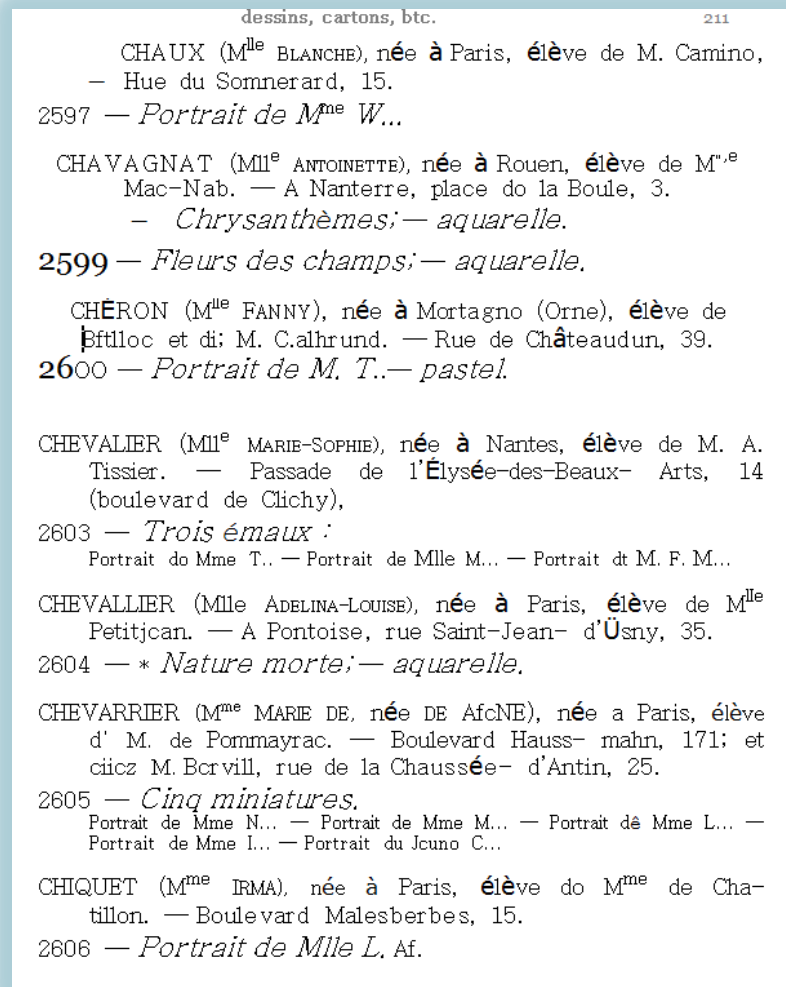 dessins, cartons, btc. 211
CHAUX (Mlle BLANCHE), née à Paris, élève de M. Camino,
— Hue du Somnerard, 15.
2597 — Portrait de Mme W...
CHAVAGNAT (M11e ANTOINETTE), née à Rouen, élève de M"'e
Mac-Nab. — A Nanterre, place do la Boule, 3.
— Chrysanthèmes;— aquarelle.
2599 — Fleurs des champs;— aquarelle.
CHÉRON (Mlle FANNY), née à Mortagno (Orne), élève de
Bftlloc et di; M. C.alhrund. — Rue de Châteaudun, 39.
2600 — Portrait de M. T..— pastel.
CHEVALIER (M11e MARIE-SOPHIE), née à Nantes, élève de M. A.
Tissier. — Passade de l'Élysée-des-Beaux- Arts, 14
(boulevard de Clichy),
2603 — Trois émaux :
Portrait do Mme T.. — Portrait de Mlle M... — Portrait dt M. F. M...
CHEVALLIER (Mlle ADELINA-LOUISE), née à Paris, élève de Mlle
Petitjcan. — A Pontoise, rue Saint-Jean- d'Üsny, 35.
2604 — * Nature morte;— aquarelle.
CHEVARRIER (Mme MARIE DE, née DE AfcNE), née a Paris, élève
d' M. de Pommayrac. — Boulevard Hauss- mahn, 171; et
ciicz M. Bcrvill, rue de la Chaussée- d'Antin, 25.
2605 — Cinq miniatures.
Portrait de Mme N... — Portrait de Mme M... — Portrait dê Mme L... —
Portrait de Mme I... — Portrait du Jcuno C...
CHIQUET (Mme IRMA), née à Paris, élève do Mme de Cha-
tillon. — Boulevard Malesberbes, 15.
2606 — Portrait de Mlle L. Af.